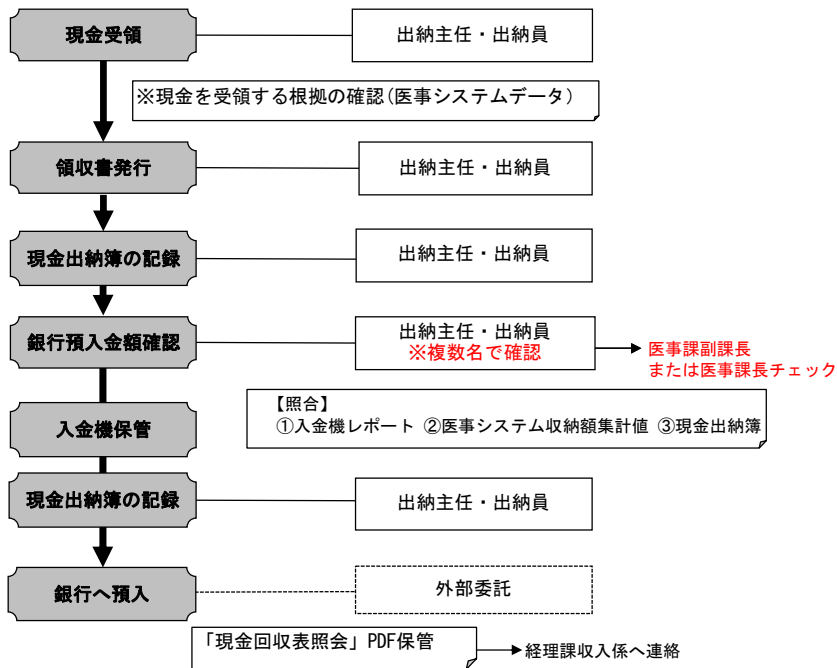 現金受領
出納主任・出納員
※現金を受領する根拠の確認(医事システムデータ)
領収書発行
出納主任・出納員
現金出納簿の記録
出納主任・出納員
銀行預入金額確認
出納主任・出納員
※複数名で確認
医事課副課長
または医事課長チェック
【照合】
①入金機レポート ②医事システム収納額集計値 ③現金出納簿
入金機保管
現金出納簿の記録
出納主任・出納員
銀行へ預入
外部委託
「現金回収表照会」PDF保管
経理課収入係へ連絡